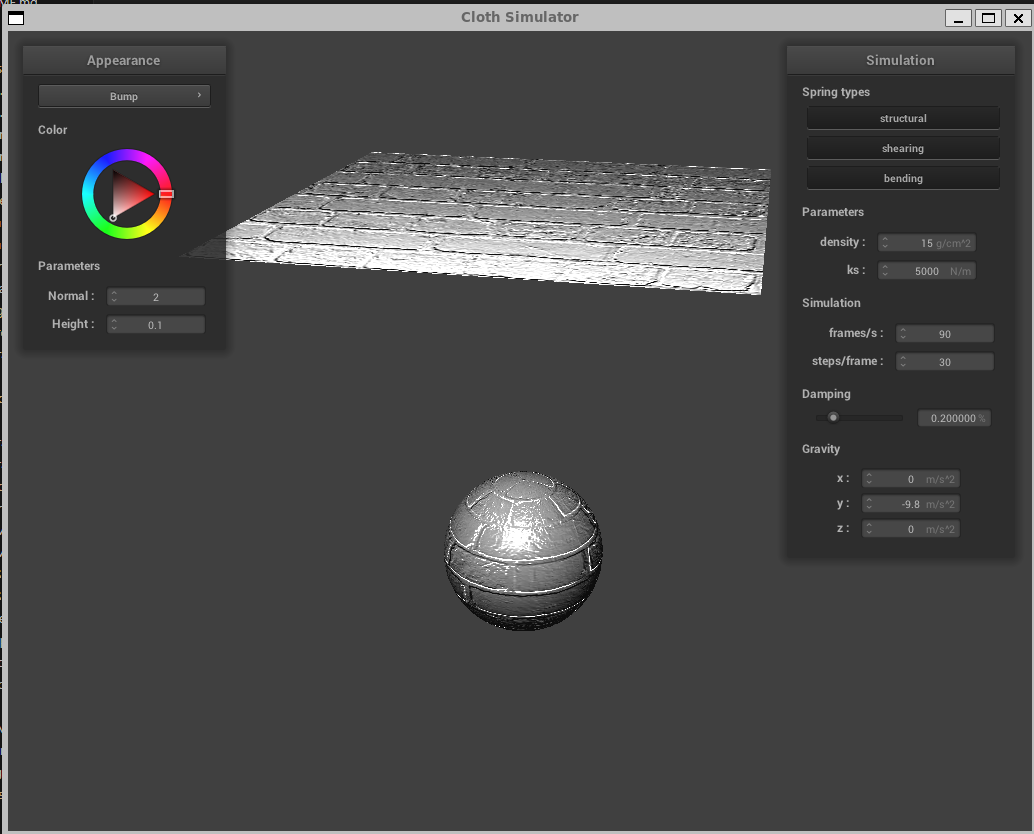 Cloth Simulator
Appearance
Bump
Color
Parameters
Normal : 2
Height : 0.1
Simulation
Spring types
structural
shearing
bending
Parameters
density : 15 g/cm^2
ks : 5000 N/m
Simulation
frames/s : 90
steps/frame : 30
Damping
0.200000 %
Gravity
x : 0 m/s^2
y : -9.8 m/s^2
z : 0 m/s^2